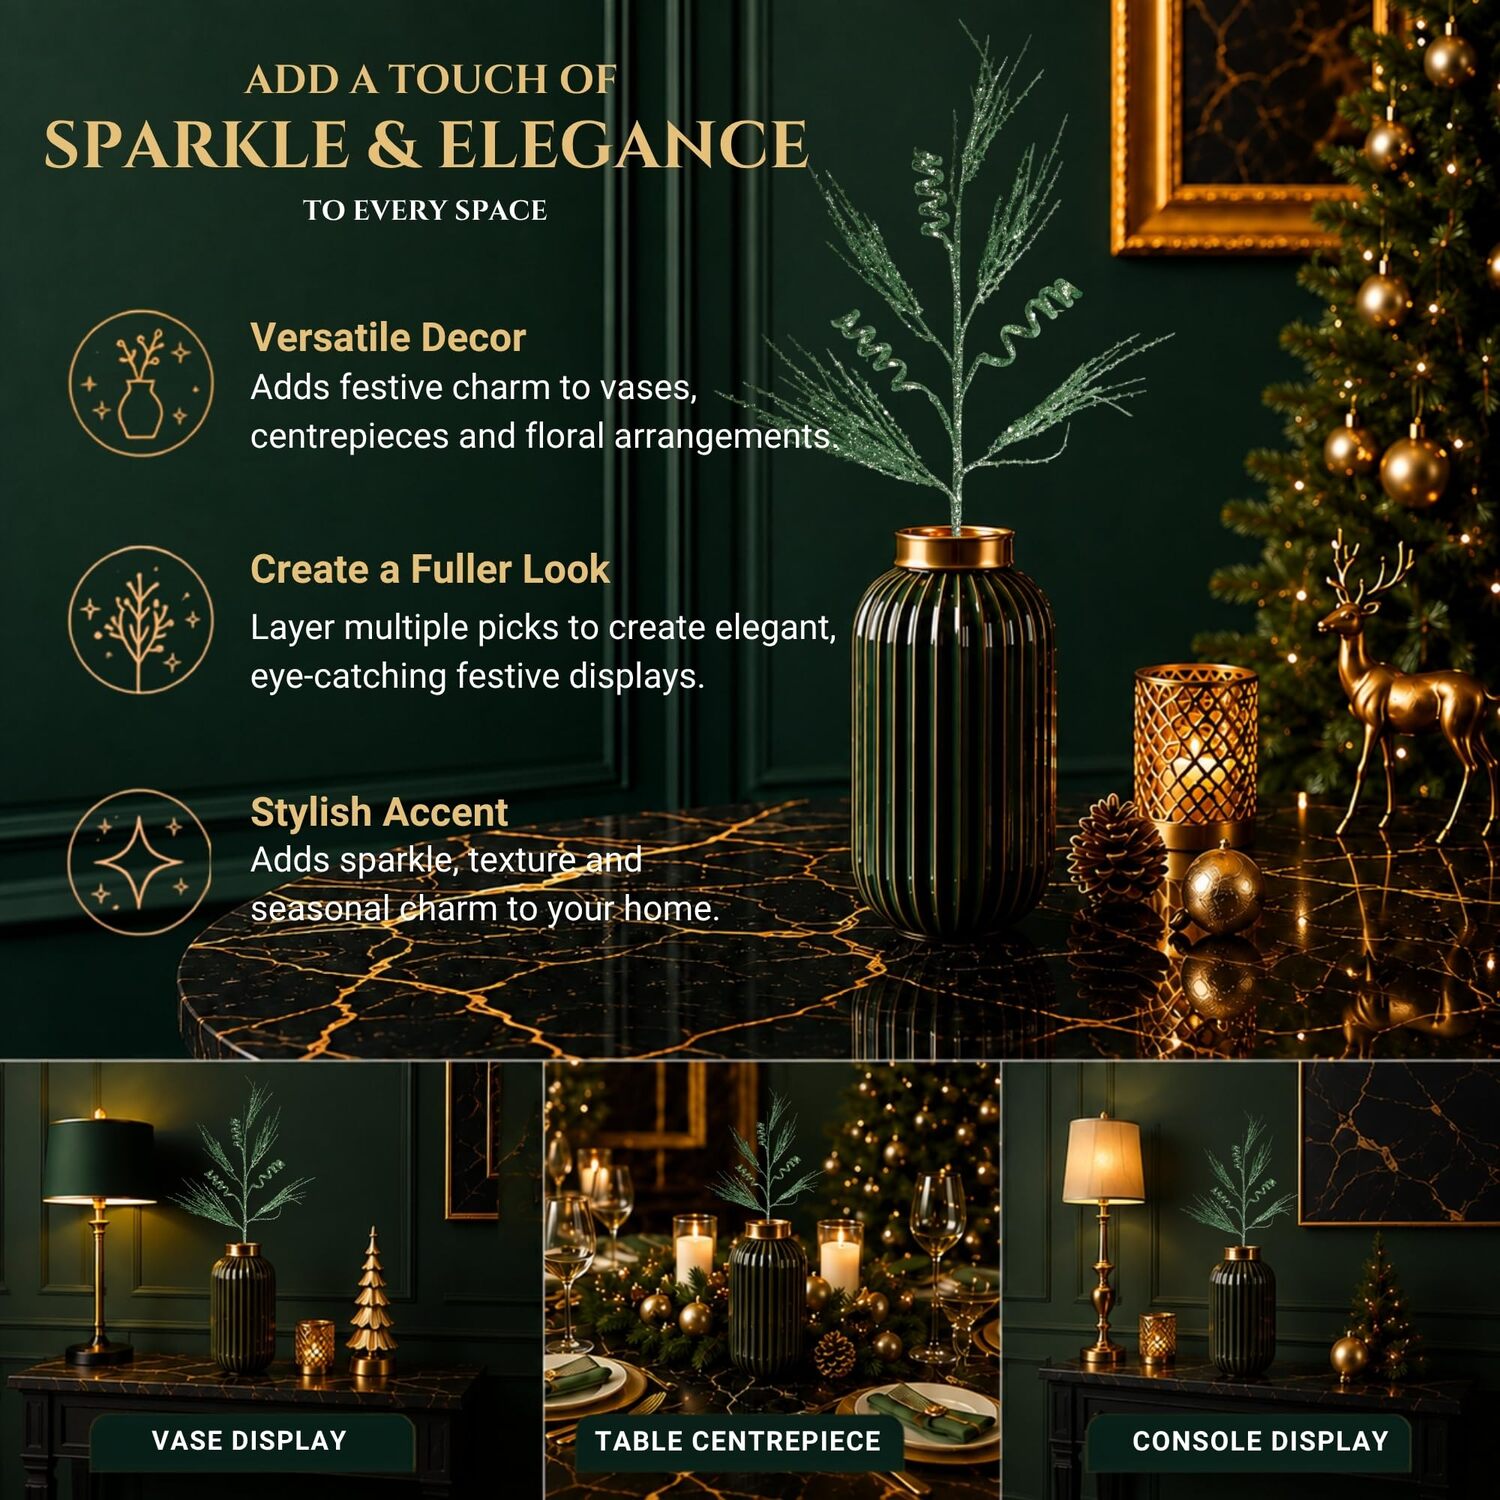 ADD A TOUCH OF
SPARKLE & ELEGANCE
TO EVERY SPACE
Versatile Decor
Adds festive charm to vases,
centrepieces and floral arrangements.
Create a Fuller Look
Layer multiple picks to create elegant,
eye-catching festive displays.
Stylish Accent
Adds sparkle, texture and
seasonal charm to your home.
VASE DISPLAY
TABLE CENTREPIECE
CONSOLE DISPLAY